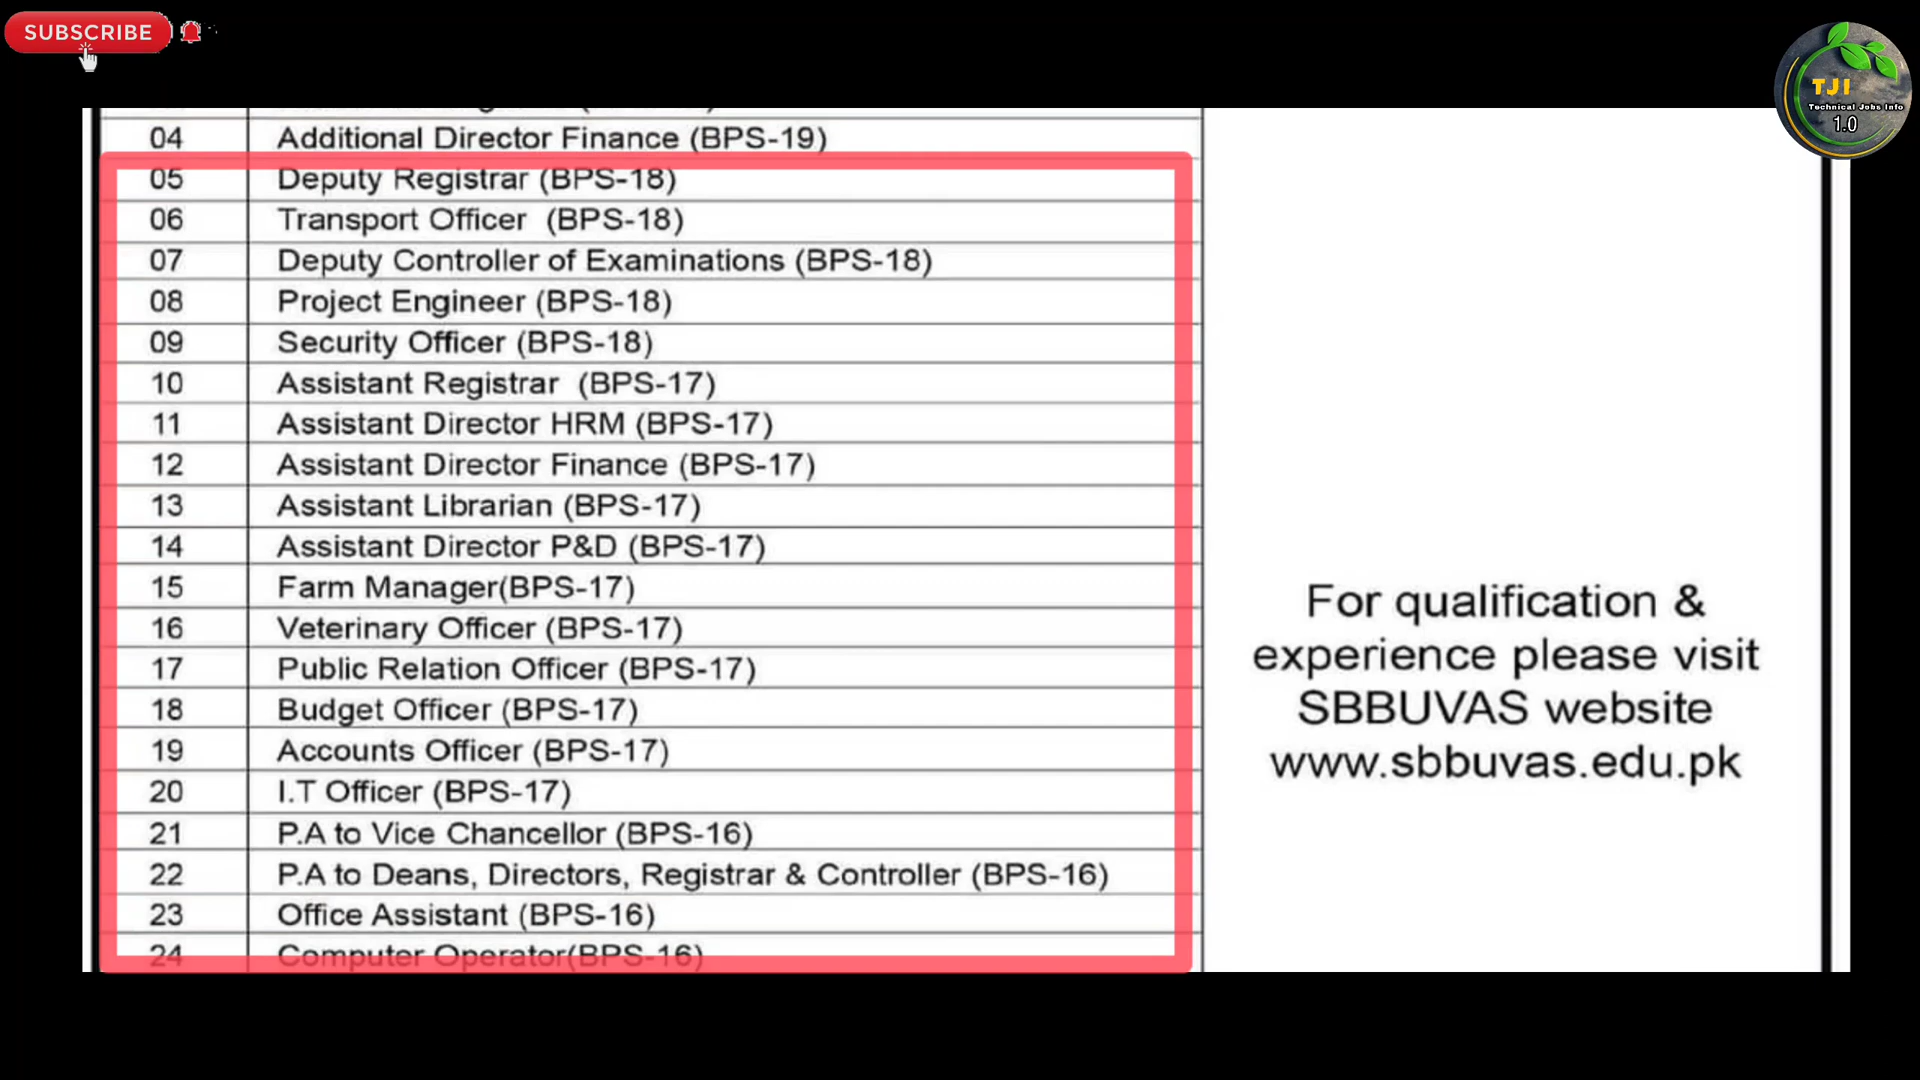 SUBSCRIBE
TJI
Technical Jobs Info
1.0
04 Additional Director Finance (BPS-19)
05 Deputy Registrar (BPS-18)
06 Transport Officer (BPS-18)
07 Deputy Controller of Examinations (BPS-18)
08 Project Engineer (BPS-18)
09 Security Officer (BPS-18)
10 Assistant Registrar (BPS-17)
11 Assistant Director HRM (BPS-17)
12 Assistant Director Finance (BPS-17)
13 Assistant Librarian (BPS-17)
14 Assistant Director P&D (BPS-17)
15 Farm Manager(BPS-17)
16 Veterinary Officer (BPS-17)
17 Public Relation Officer (BPS-17)
18 Budget Officer (BPS-17)
19 Accounts Officer (BPS-17)
20 I.T Officer (BPS-17)
21 P.A to Vice Chancellor (BPS-16)
22 P.A to Deans, Directors, Registrar & Controller (BPS-16)
23 Office Assistant (BPS-16)
24 Computer Operator(BPS-16)
For qualification &
experience please visit
SBBUVAS website
www.sbbuvas.edu.pk